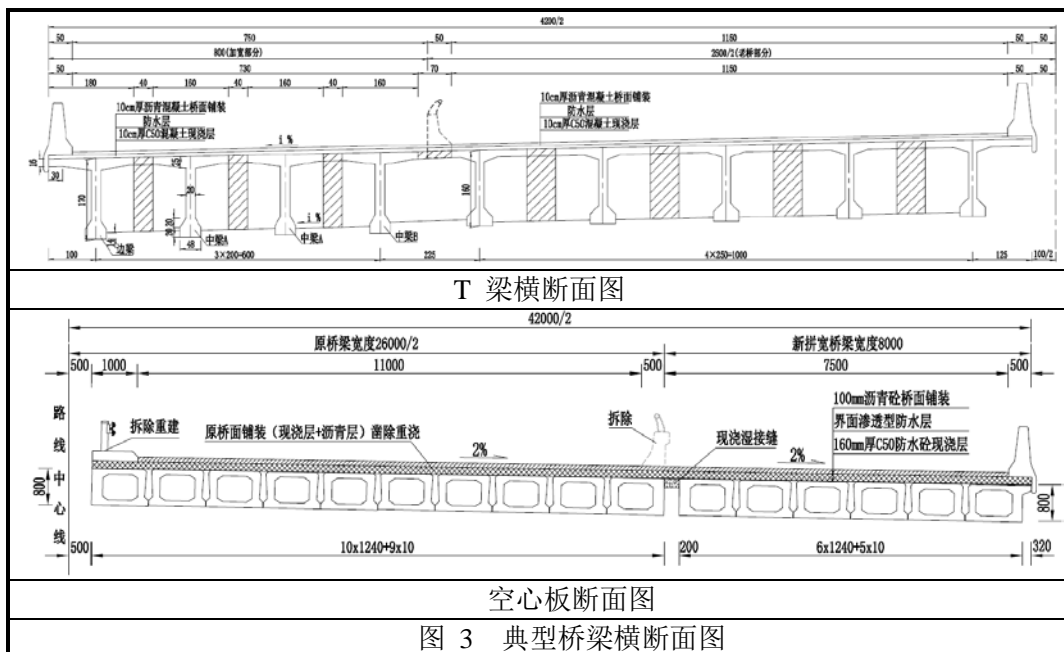 4200/2
50 750 50 1150 50 50
800(加宽部分) 2600/2(老桥部分)
50 730 70 1150 50 50
180 40 160 40 160 40 160
10cm厚沥青混凝土桥面铺装
防水层
10cm厚C50混凝土现浇层
i %
10cm厚沥青混凝土桥面铺装
防水层
10cm厚C50混凝土现浇层
16
30
170
20
160
i %
48
边梁 中梁A 中梁A 中梁B
100 3×200=600 225 4×250=1000 125 100/2
T 梁横断面图
42000/2
原桥梁宽度26000/2 新拼宽桥梁宽度8000
500 1000 11000 500 7500 500
路线中心线
拆除重建
原桥面铺装（现浇层+沥青层）凿除重浇
2%
拆除
现浇湿接缝
2%
100mm沥青砼桥面铺装
界面渗透型防水层
160mm厚C50防水砼现浇层
800
800
500 10x1240+9x10 200 6x1240+5x10 320
空心板断面图
图 3 典型桥梁横断面图